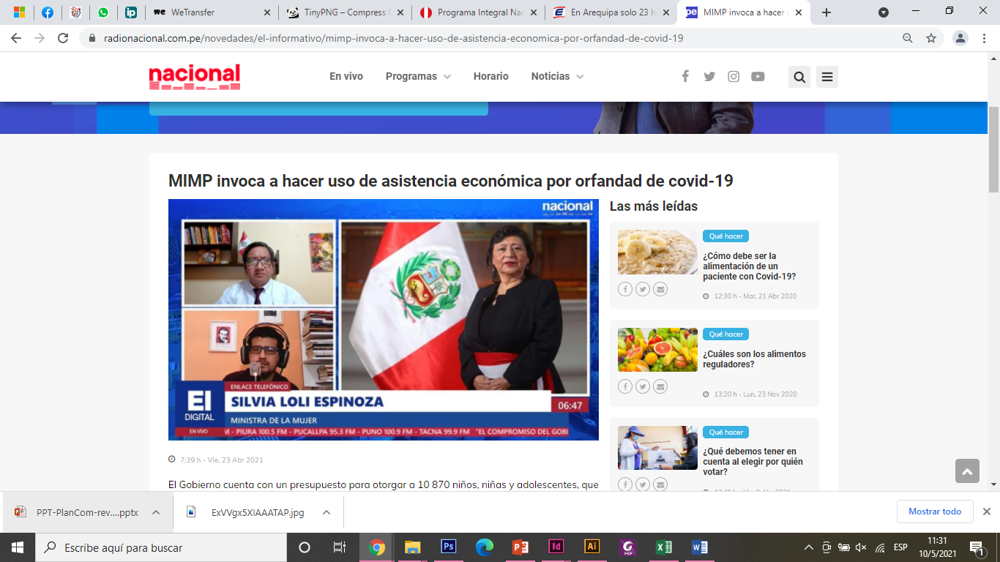 WeTransfer
TinyPNG – Compress
Programa Integral Nac
En Arequipa solo 23 h
MIMP invoca a hacer u
radionacional.com.pe/novedades/el-informativo/mimp-invoca-a-hacer-uso-de-asistencia-economica-por-orfandad-de-covid-19
nacional
En vivo
Programas
Horario
Noticias
MIMP invoca a hacer uso de asistencia económica por orfandad de covid-19
nacional
ENLACE TELEFÓNICO
EI
DIGITAL
SILVIA LOLI ESPINOZA
06:47
MINISTRA DE LA MUJER
EN VIVO
M - PIURA 100.5 FM - PUCALLPA 95.3 FM - PUNO 100.9 FM - TACNA 99.9 FM "EL COMPROMISO DEL GOBI
7:39 h - Vie, 23 Abr 2021
El Gobierno cuenta con un presupuesto para otorgar a 10 870 niños, niñas y adolescentes, que
Las más leídas
Qué hacer
¿Cómo debe ser la
alimentación de un
paciente con Covid-19?
12:30 h - Mar, 21 Abr 2020
Qué hacer
¿Cuáles son los alimentos
reguladores?
13:20 h - Lun, 23 Nov 2020
Qué hacer
¿Qué debemos tener en
cuenta al elegir por quién
votar?
PPT-PlanCom-rev....pptx
ExVVgx5XIAAATAP.jpg
Mostrar todo
Escribe aquí para buscar
ESP
11:31
10/5/2021